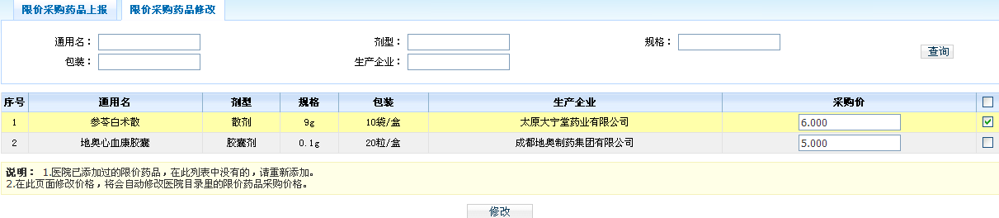 限价采购药品上报 限价采购药品修改
通用名： 剂型： 规格：
包装： 生产企业： 查询
序号 通用名 剂型 规格 包装 生产企业 采购价
1 参苓白术散 散剂 9g 10袋/盒 太原大宁堂药业有限公司 6.000
2 地奥心血康胶囊 胶囊剂 0.1g 20粒/盒 成都地奥制药集团有限公司 5.000
说明： 1.医院已添加过的限价药品，在此列表中没有的，请重新添加。
2.在此页面修改价格，将会自动修改医院目录里的限价药品采购价格。
修改